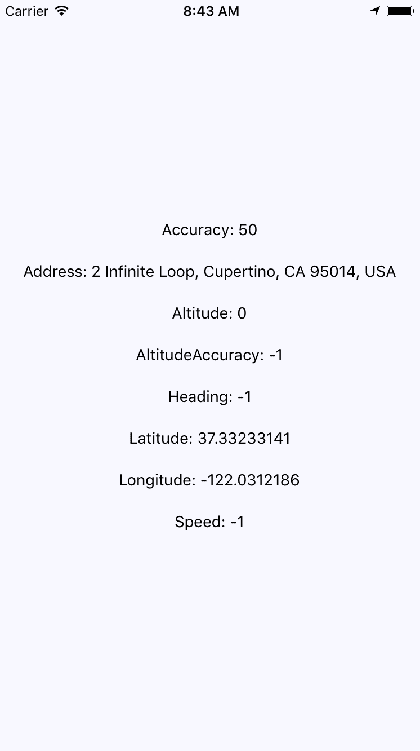 Carrier 8:43 AM
Accuracy: 50
Address: 2 Infinite Loop, Cupertino, CA 95014, USA
Altitude: 0
AltitudeAccuracy: -1
Heading: -1
Latitude: 37.33233141
Longitude: -122.0312186
Speed: -1